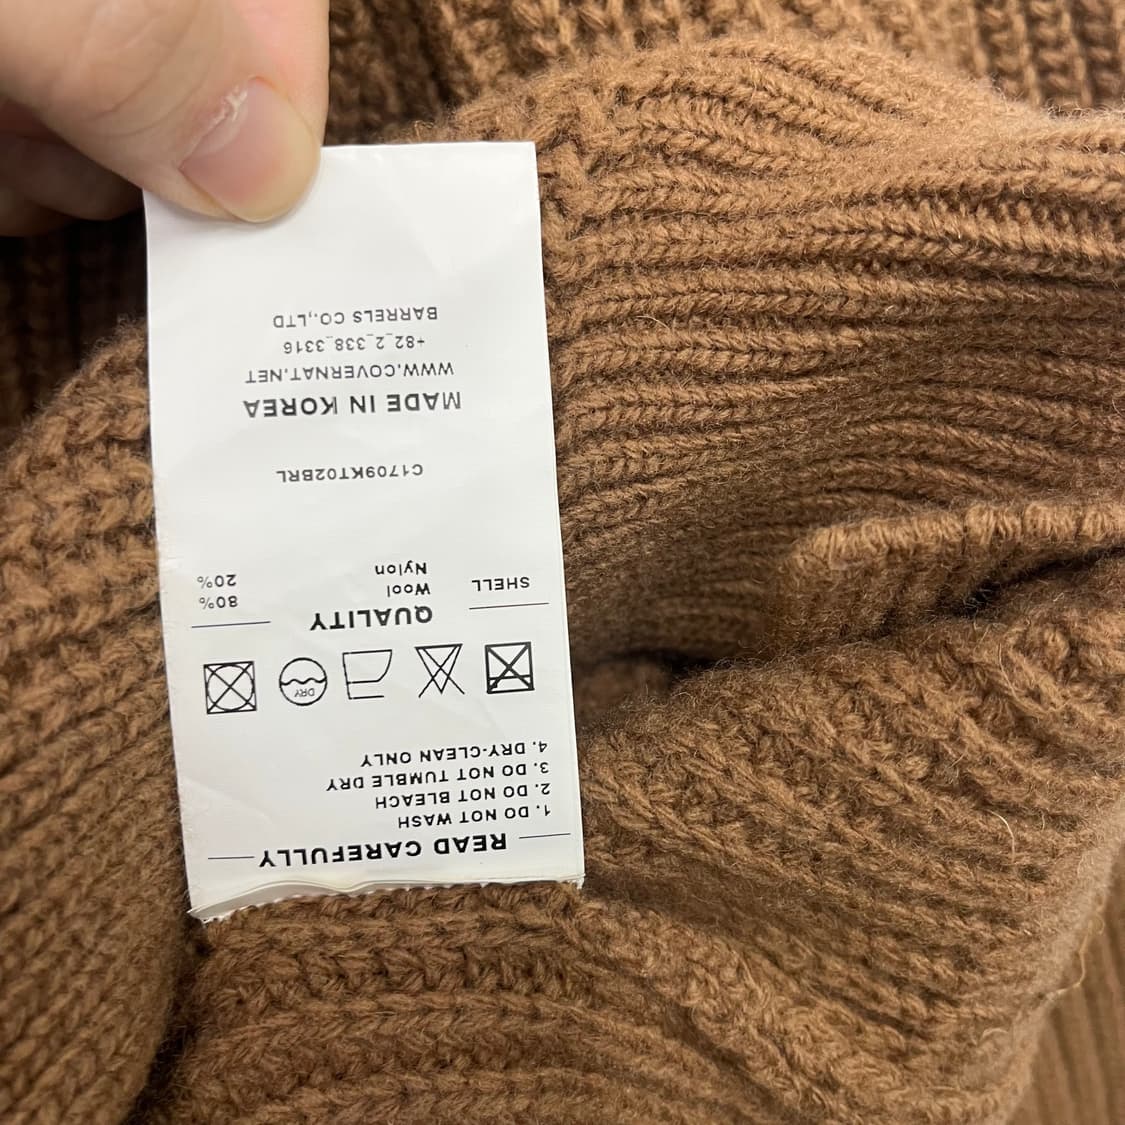 READ CAREFULLY
1. DO NOT WASH
2. DO NOT BLEACH
3. DO NOT TUMBLE DRY
4. DRY-CLEAN ONLY
DRY
QUALITY
SHELL Wool 80%
Nylon 20%
C1709KT02BRL
MADE IN KOREA
WWW.COVERNAT.NET
+82_2_338_3316
BARRELS CO.,LTD